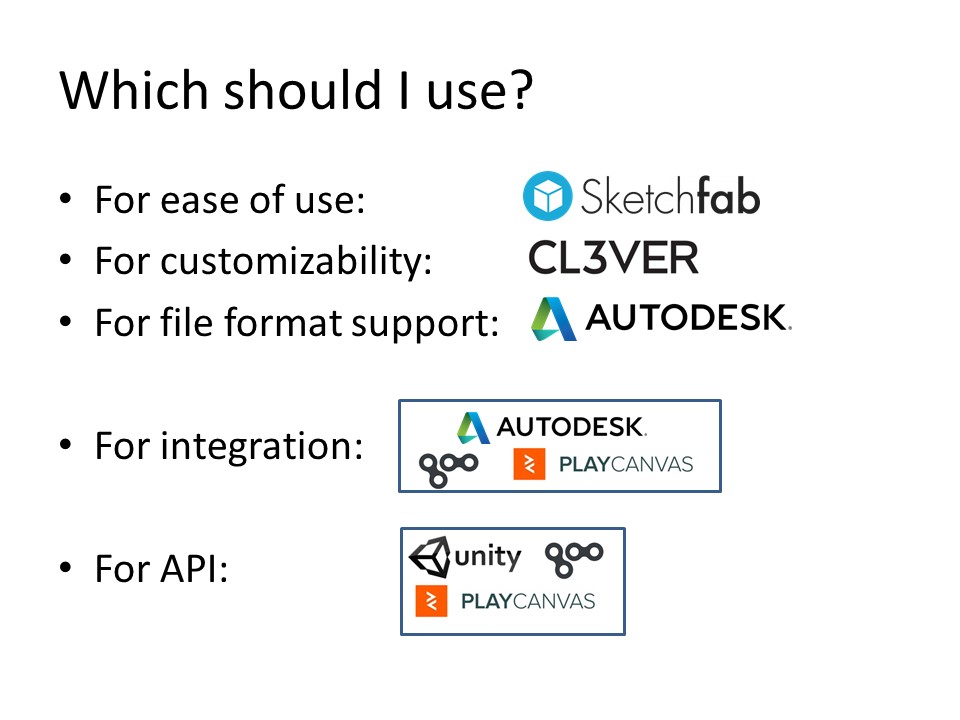 Which should I use?
• For ease of use: Sketchfab
• For customizability: CL3VER
• For file format support: AUTODESK.
AUTODESK.
• For integration:
PLAYCANVAS
unity
• For API:
PLAYCANVAS